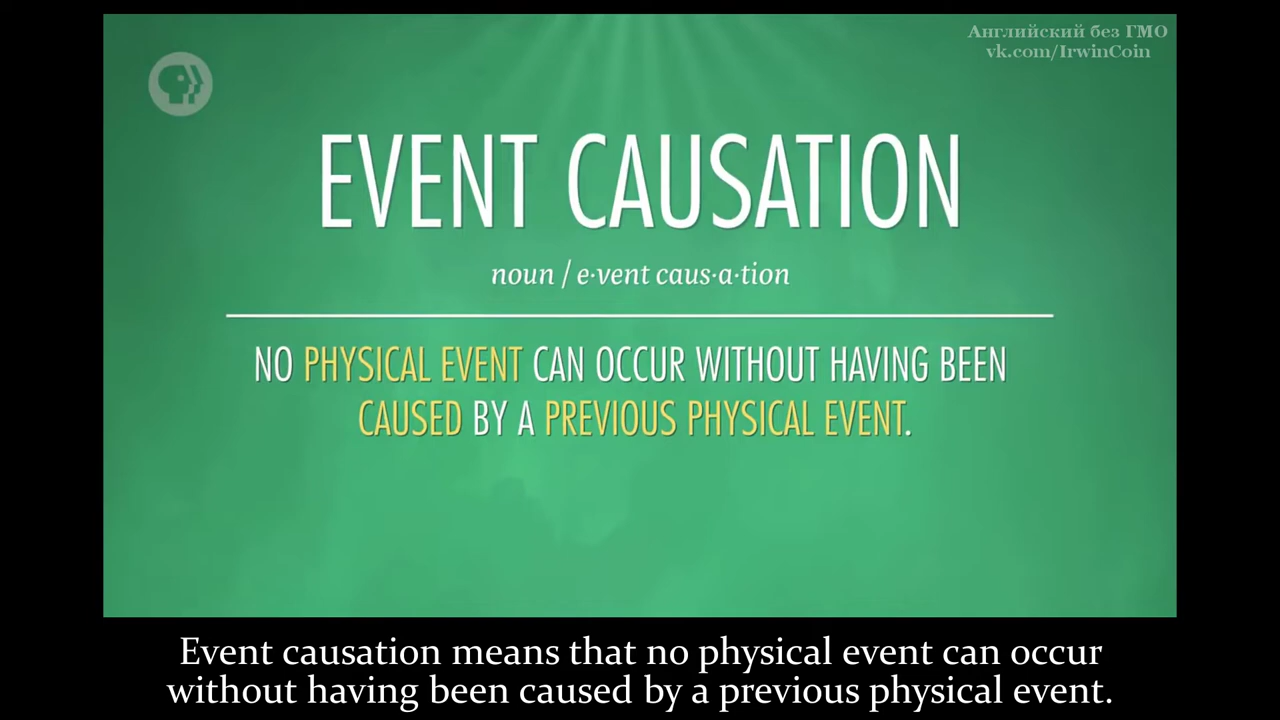 Английский без ГМО
vk.com/IrwinCoin
EVENT CAUSATION
noun / e·vent caus·a·tion
NO PHYSICAL EVENT CAN OCCUR WITHOUT HAVING BEEN
CAUSED BY A PREVIOUS PHYSICAL EVENT.
Event causation means that no physical event can occur
without having been caused by a previous physical event.